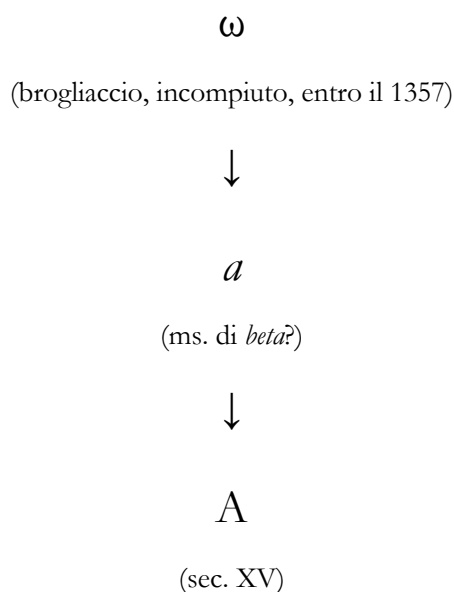 ω
(brogliaccio, incompiuto, entro il 1357)
↓
a
(ms. di beta?)
↓
A
(sec. XV)